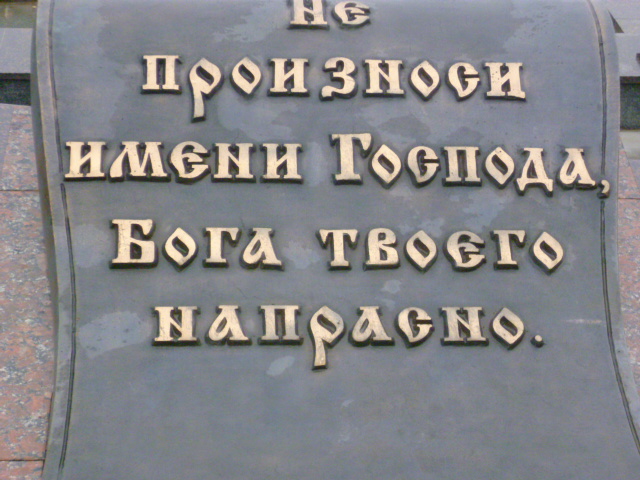 Не
произноси
имени Господа,
Бога твоего
напрасно.